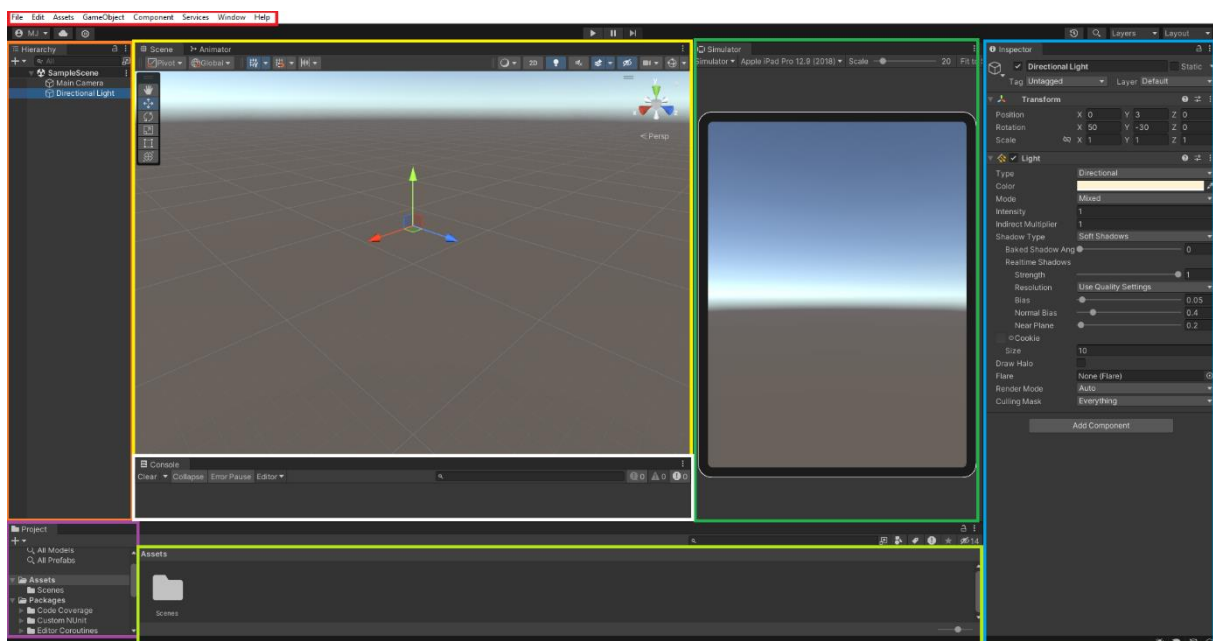 File Edit Assets GameObject Component Services Window Help
MJ
Layers Layout
Hierarchy
All
SampleScene
Main Camera
Directional Light
Scene Animator
Pivot Global
2D
y
x z
Persp
Console
Clear Collapse Error Pause Editor
0 0 0
Simulator
Simulator Apple iPad Pro 12.9 (2018) Scale 20 Fit to
Inspector
Directional Light Static
Tag Untagged Layer Default
Transform
Position X 0 Y 3 Z 0
Rotation X 50 Y -30 Z 0
Scale X 1 Y 1 Z 1
Light
Type Directional
Color
Mode Mixed
Intensity 1
Indirect Multiplier 1
Shadow Type Soft Shadows
Baked Shadow Ang 0
Realtime Shadows
Strength 1
Resolution Use Quality Settings
Bias 0.05
Normal Bias 0.4
Near Plane 0.2
Cookie
Size 10
Draw Halo
Flare None (Flare)
Render Mode Auto
Culling Mask Everything
Add Component
Project
14
All Models
All Prefabs
Assets
Scenes
Packages
Code Coverage
Custom NUnit
Editor Coroutines
Assets
Scenes